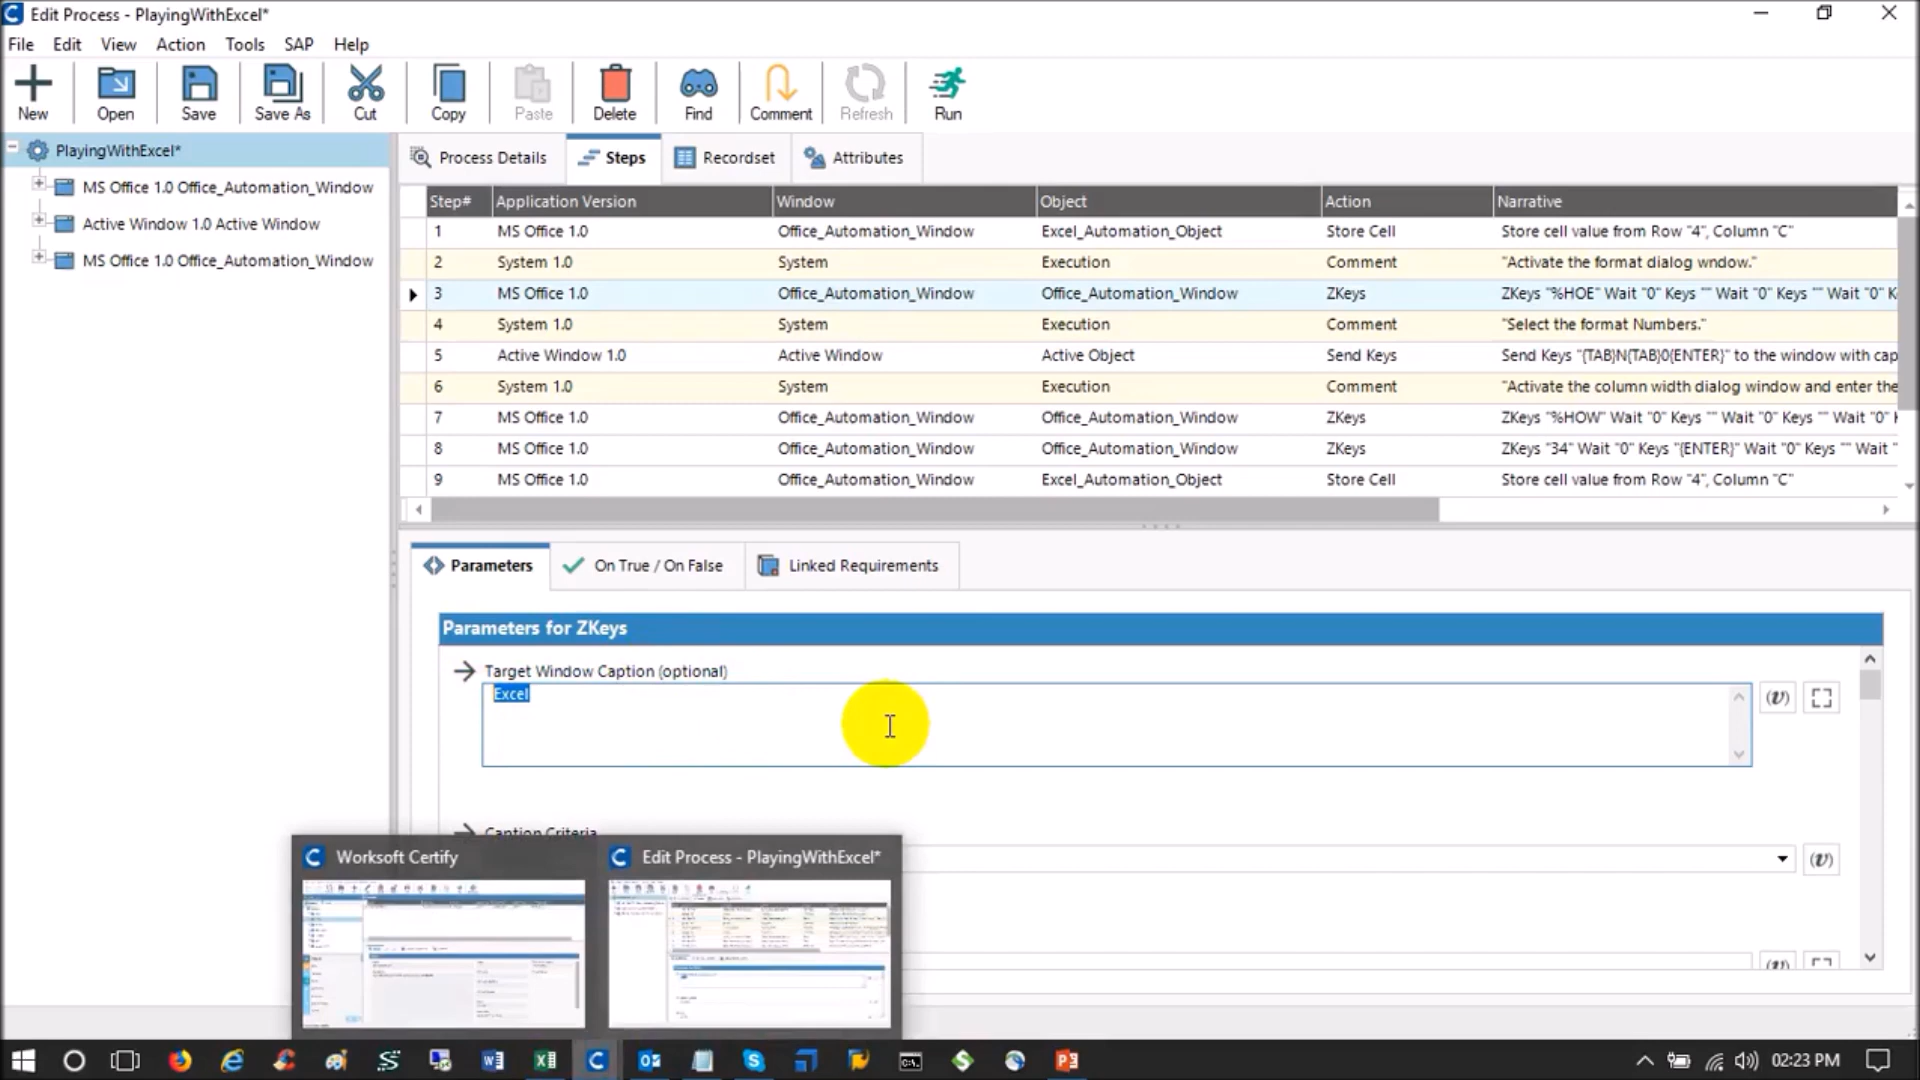 Edit Process - PlayingWithExcel*
File Edit View Action Tools SAP Help
New Open Save Save As Cut Copy Paste Delete Find Comment Refresh Run
PlayingWithExcel*
MS Office 1.0 Office_Automation_Window
Active Window 1.0 Active Window
MS Office 1.0 Office_Automation_Window
Process Details Steps Recordset Attributes
Step# Application Version Window Object Action Narrative
1 MS Office 1.0 Office_Automation_Window Excel_Automation_Object Store Cell Store cell value from Row "4", Column "C"
2 System 1.0 System Execution Comment "Activate the format dialog wndow."
3 MS Office 1.0 Office_Automation_Window Office_Automation_Window ZKeys ZKeys "%HOE" Wait "0" Keys "" Wait "0" Keys "" Wait "0" K
4 System 1.0 System Execution Comment "Select the format Numbers."
5 Active Window 1.0 Active Window Active Object Send Keys Send Keys "{TAB}N{TAB}0{ENTER}" to the window with cap
6 System 1.0 System Execution Comment "Activate the column width dialog window and enter the
7 MS Office 1.0 Office_Automation_Window Office_Automation_Window ZKeys ZKeys "%HOW" Wait "0" Keys "" Wait "0" Keys "" Wait "0"
8 MS Office 1.0 Office_Automation_Window Office_Automation_Window ZKeys ZKeys "34" Wait "0" Keys "{ENTER}" Wait "0" Keys "" Wait "
9 MS Office 1.0 Office_Automation_Window Excel_Automation_Object Store Cell Store cell value from Row "4", Column "C"
Parameters On True / On False Linked Requirements
Parameters for ZKeys
Target Window Caption (optional)
Excel
(v)
Caption Criteria
(v)
Worksoft Certify Edit Process - PlayingWithExcel*
02:23 PM